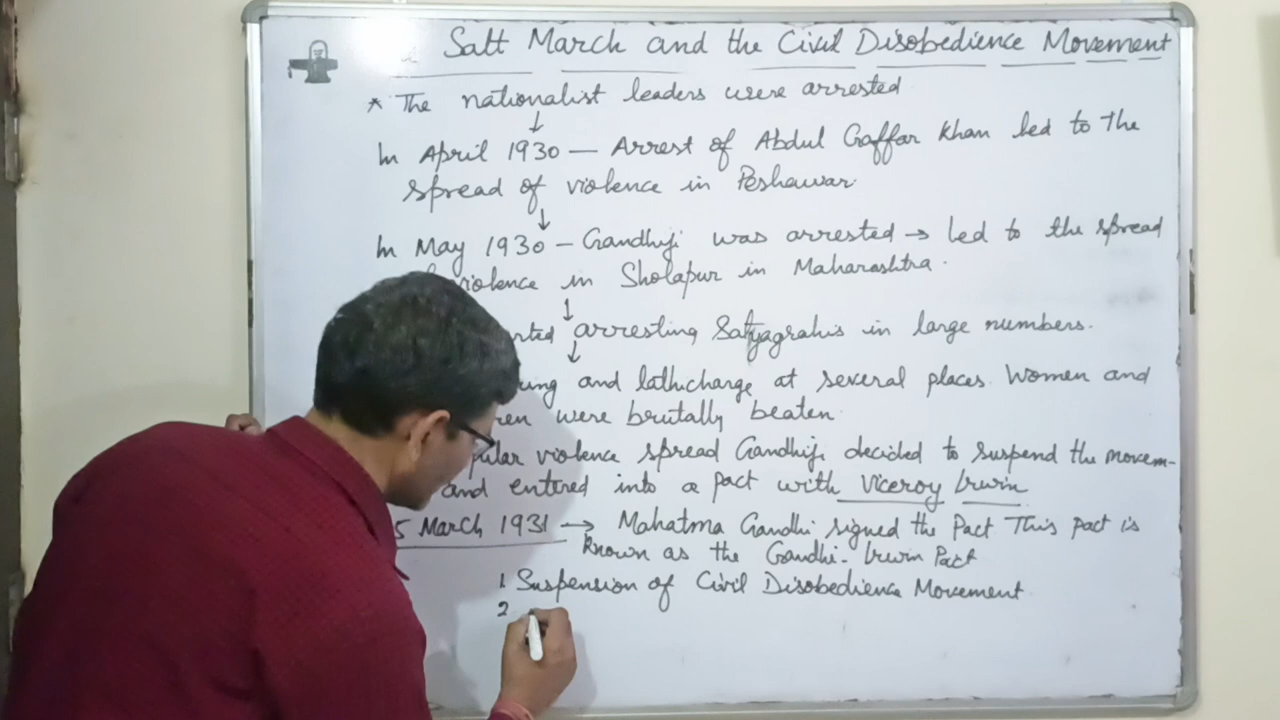 Salt March and the Civil Disobedience Movement
* The nationalist leaders were arrested
↓
In April 1930 — Arrest of Abdul Gaffar Khan led to the
spread of violence in Peshawar
↓
In May 1930 — Gandhiji was arrested → led to the spread
violence in Sholapur in Maharashtra.
↓
arresting Satyagrahis in large numbers.
↓
and lathicharge at several places. Women and
were brutally beaten
violence spread Gandhiji decided to suspend the movem-
and entered into a pact with Viceroy Irwin
5 March 1931 → Mahatma Gandhi signed the Pact This pact is
known as the Gandhi-Irwin Pact
1. Suspension of Civil Disobedience Movement
2